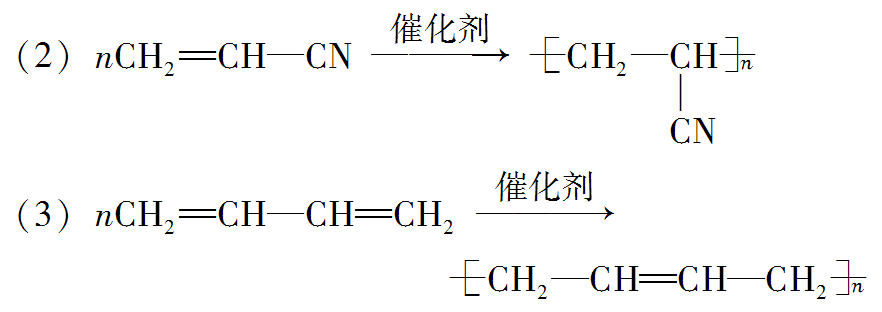 催化剂
(2) nCH₂=CH—CN ⟶ ⁅CH₂—CH⁆ₙ
|
CN
催化剂
(3) nCH₂=CH—CH=CH₂ ⟶
⁅CH₂—CH=CH—CH₂⁆ₙ